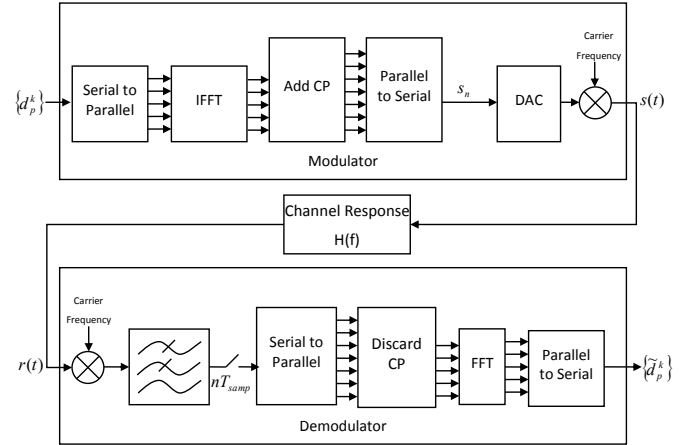 Carrier
Frequency
{d_p^k}
Serial to
Parallel
IFFT
Add CP
Parallel
to Serial
s_n
DAC
s(t)
Modulator
Channel Response
H(f)
Carrier
Frequency
r(t)
nT_samp
Serial to
Parallel
Discard
CP
FFT
Parallel
to Serial
{d̃_p^k}
Demodulator